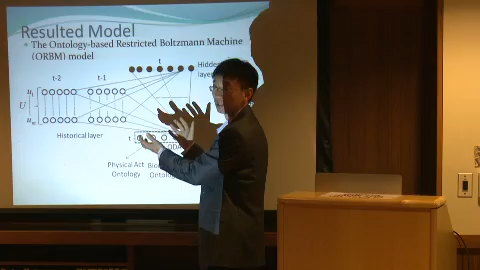 Resulted Model
The Ontology-based Restricted Boltzmann Machine
(ORBM) model
t
Hidden
layer
t-2
t-1
U
Historical layer
t
Physical Act
Ontology
Ontology